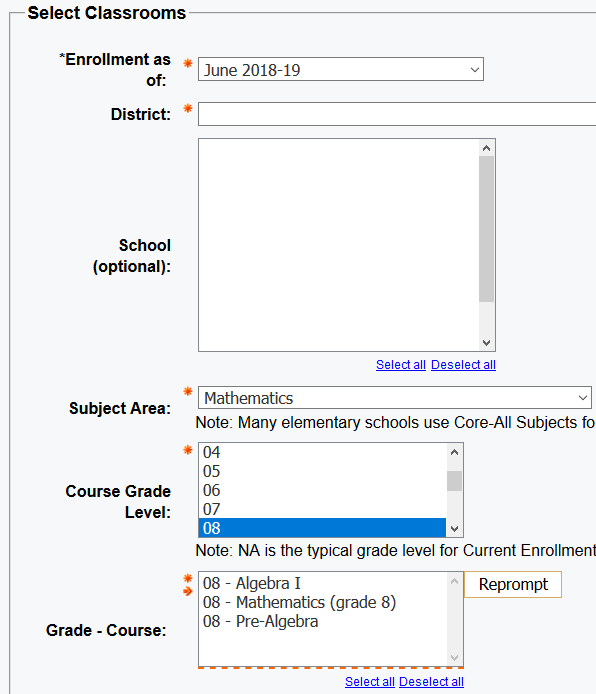 Select Classrooms
*Enrollment as of:
June 2018-19
District:
School (optional):
Select all Deselect all
Subject Area:
Mathematics
Note: Many elementary schools use Core-All Subjects fo
Course Grade Level:
04
05
06
07
08
Note: NA is the typical grade level for Current Enrollment
Grade - Course:
08 - Algebra I
08 - Mathematics (grade 8)
08 - Pre-Algebra
Reprompt
Select all Deselect all